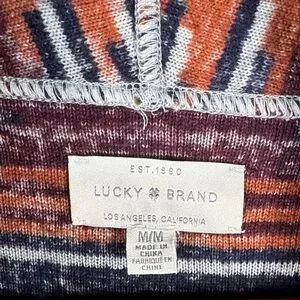 EST.1990
LUCKY BRAND
LOS ANGELES, CALIFORNIA
M/M
MADE IN
CHINA
FABRIQUÉ EN
CHINE